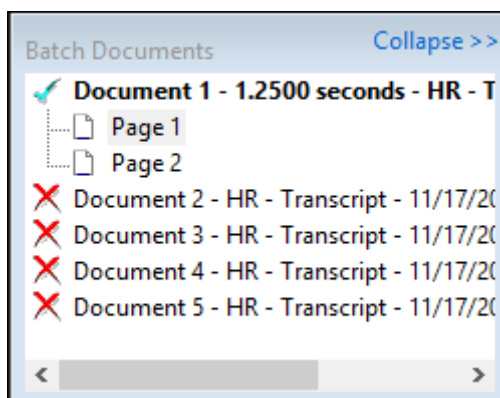 Batch Documents
Collapse >>
Document 1 - 1.2500 seconds - HR - T
Page 1
Page 2
Document 2 - HR - Transcript - 11/17/20
Document 3 - HR - Transcript - 11/17/20
Document 4 - HR - Transcript - 11/17/20
Document 5 - HR - Transcript - 11/17/20